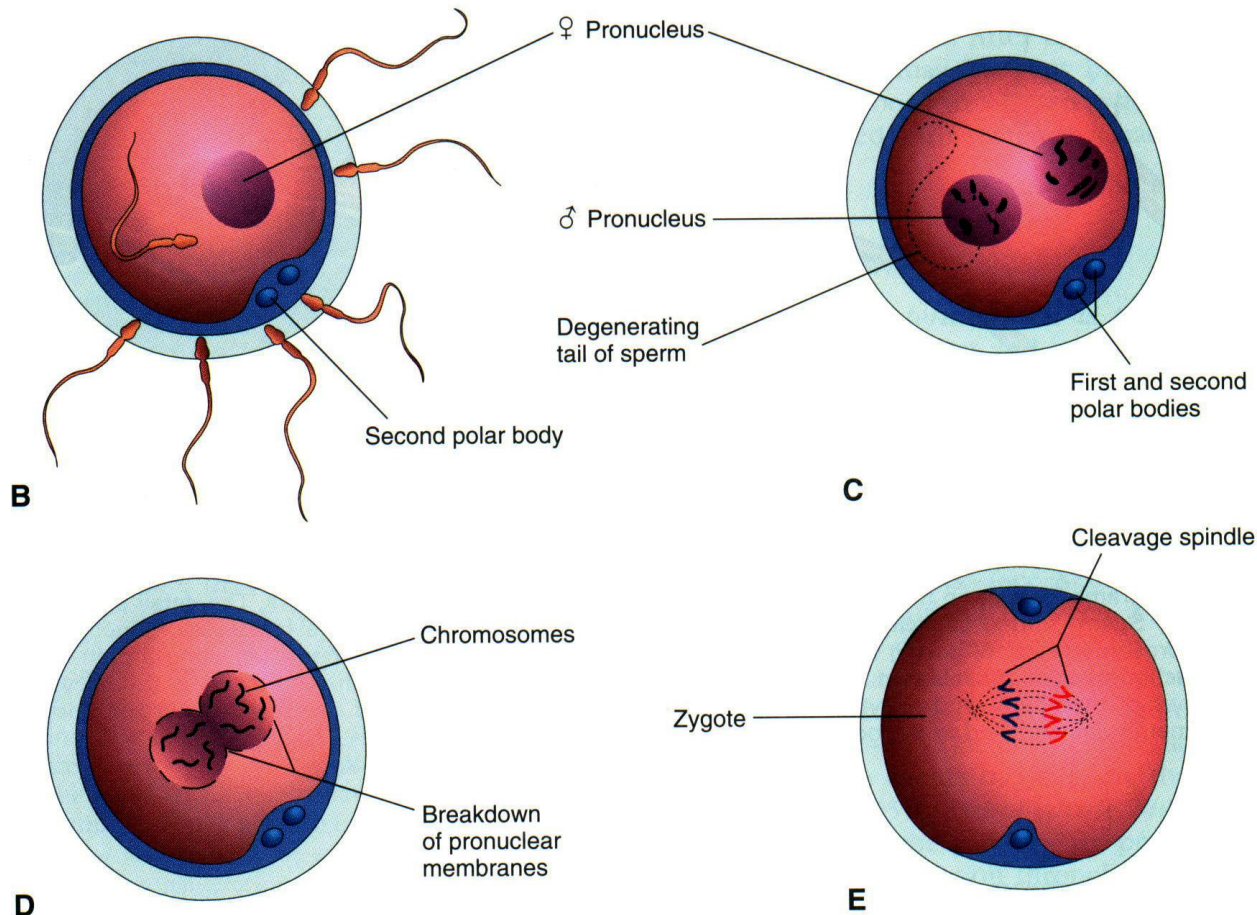 ♀ Pronucleus
♂ Pronucleus
Degenerating
tail of sperm
First and second
polar bodies
Second polar body
B
C
Cleavage spindle
Chromosomes
Zygote
Breakdown
of pronuclear
membranes
D
E